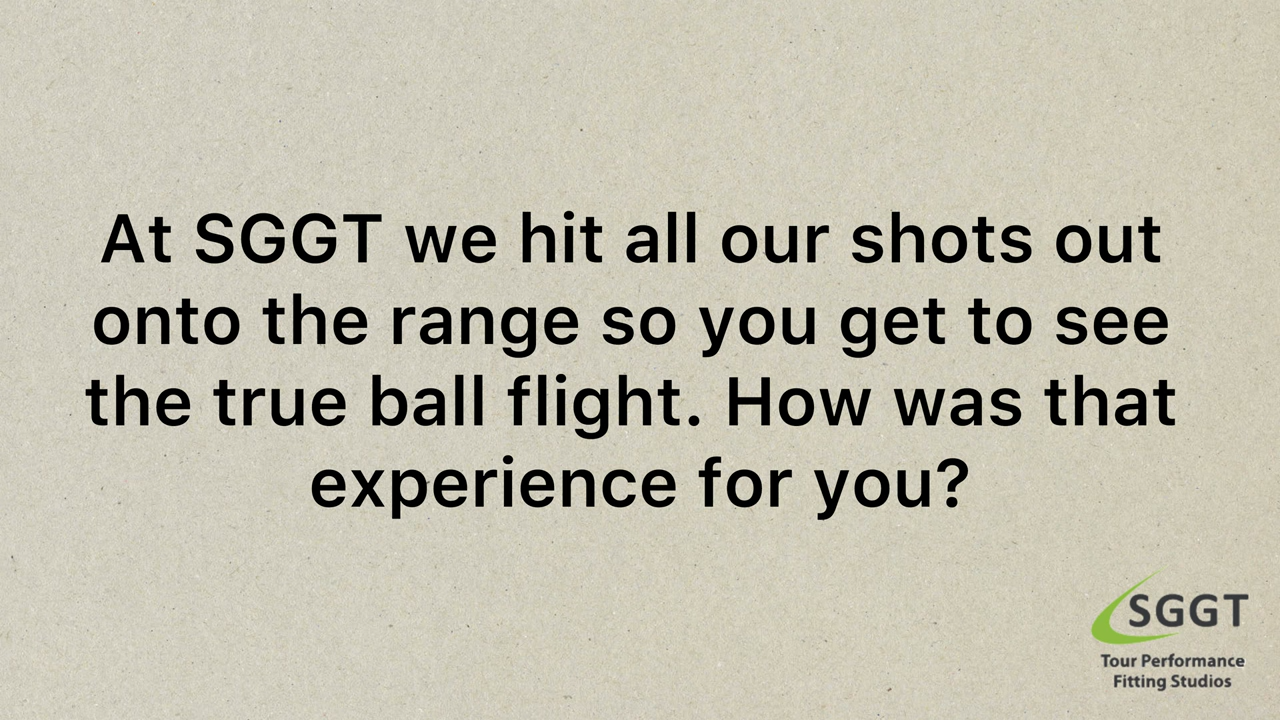 At SGGT we hit all our shots out
onto the range so you get to see
the true ball flight. How was that
experience for you?
SGGT
Tour Performance
Fitting Studios